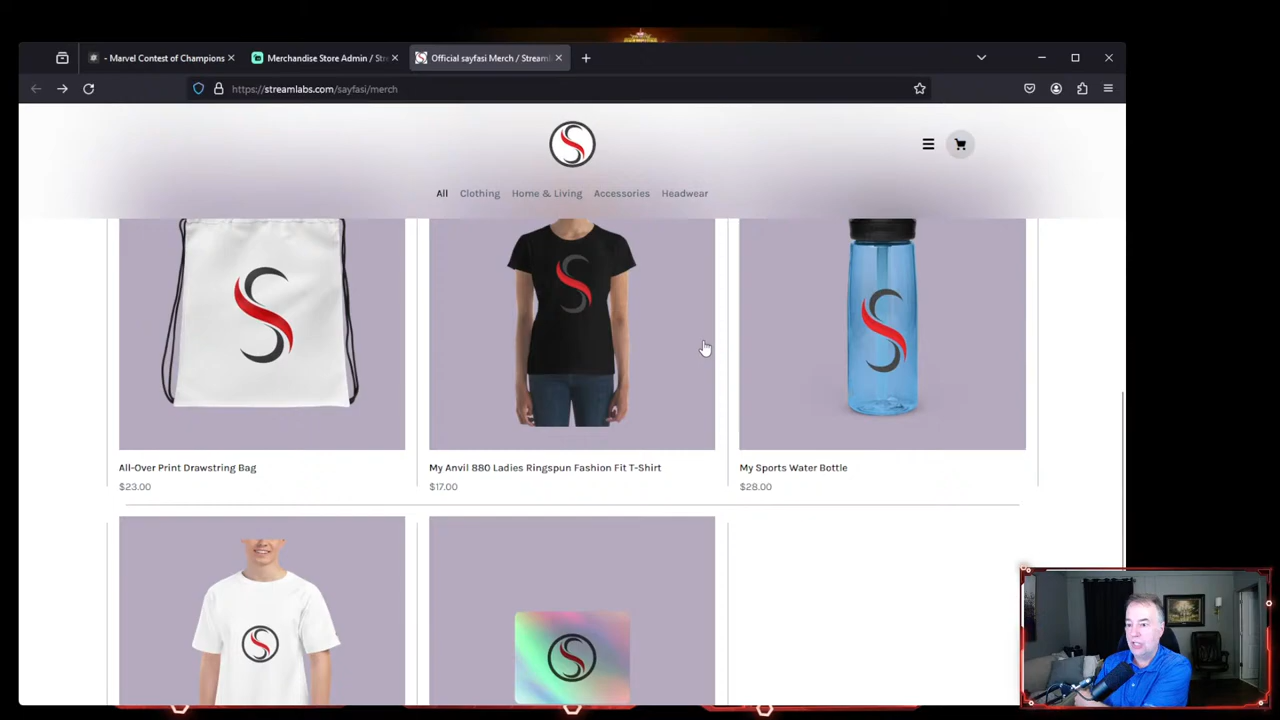 - Marvel Contest of Champions
Merchandise Store Admin / Stre
Official sayfasi Merch / Streaml
https://streamlabs.com/sayfasi/merch
All
Clothing
Home & Living
Accessories
Headwear
All-Over Print Drawstring Bag
My Anvil 880 Ladies Ringspun Fashion Fit T-Shirt
My Sports Water Bottle
$23.00
$17.00
$28.00